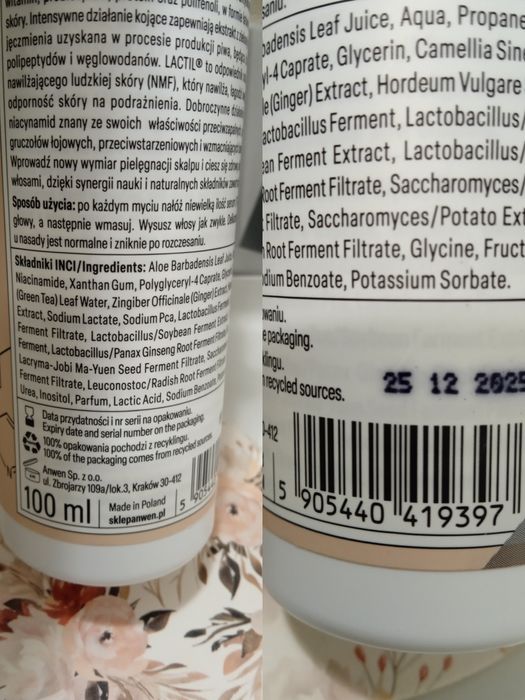 skóry. Intensywne działanie kojące zapewniają ekstrakt z
jęczmienia uzyskana w procesie produkcji piwa,
polipeptydów i węglowodanów. LACTIL® to odpowiednik
nawilżającego ludzkiej skóry (NMF), który nawilża,
odporność skóry na podrażnienia. Dobroczynne
niacynamid znany ze swoich właściwości
gruczołów łojowych, przeciwstarzeniowych i
Wprowadź nowy wymiar pielęgnacji skalpu i ciesz się
włosami, dzięki synergii nauki i naturalnych składników
Sposób użycia: po każdym myciu nałóż niewielką ilość
głowy, a następnie wmasuj. Wysusz włosy jak zwykle.
u nasady jest normalne i zniknie po rozczesaniu.
Składniki INCI/Ingredients: Aloe Barbadensis Leaf
Niacinamide, Xanthan Gum, Polyglyceryl-4 Caprate,
(Green Tea) Leaf Water, Zingiber Officinale (Ginger)
Extract, Sodium Lactate, Sodium Pca, Lactobacillus
Ferment Filtrate, Lactobacillus/Soybean Ferment
Ferment, Lactobacillus/Panax Ginseng Root Ferment
Lacryma-Jobi Ma-Yuen Seed Ferment Filtrate,
Ferment Filtrate, Leuconostoc/Radish Root Ferment
Urea, Inositol, Parfum, Lactic Acid, Sodium Benzoate,
Data przydatności i nr serii na opakowaniu.
Expiry date and serial number on the packaging.
100% opakowania pochodzi z recyklingu.
100% of the packaging comes from recycled
Anwen Sp. z o.o.
ul. Zbrojarzy 109a/lok.3, Kraków 30-412
100 ml
Made in Poland
sklepanwen.pl
5 9054
badensis Leaf Juice, Aqua, Propane
yl-4 Caprate, Glycerin, Camellia Sin
e (Ginger) Extract, Hordeum Vulgare
actobacillus Ferment, Lactobacillus/
ean Ferment Extract, Lactobacillus/
Root Ferment Filtrate, Saccharomyces/
Filtrate, Saccharomyces/Potato Ext
Root Ferment Filtrate, Glycine, Fruct
dium Benzoate, Potassium Sorbate.
waniu.
e packaging.
klingu.
recycled sources.
25 12 2025
-412
5 905440 419397